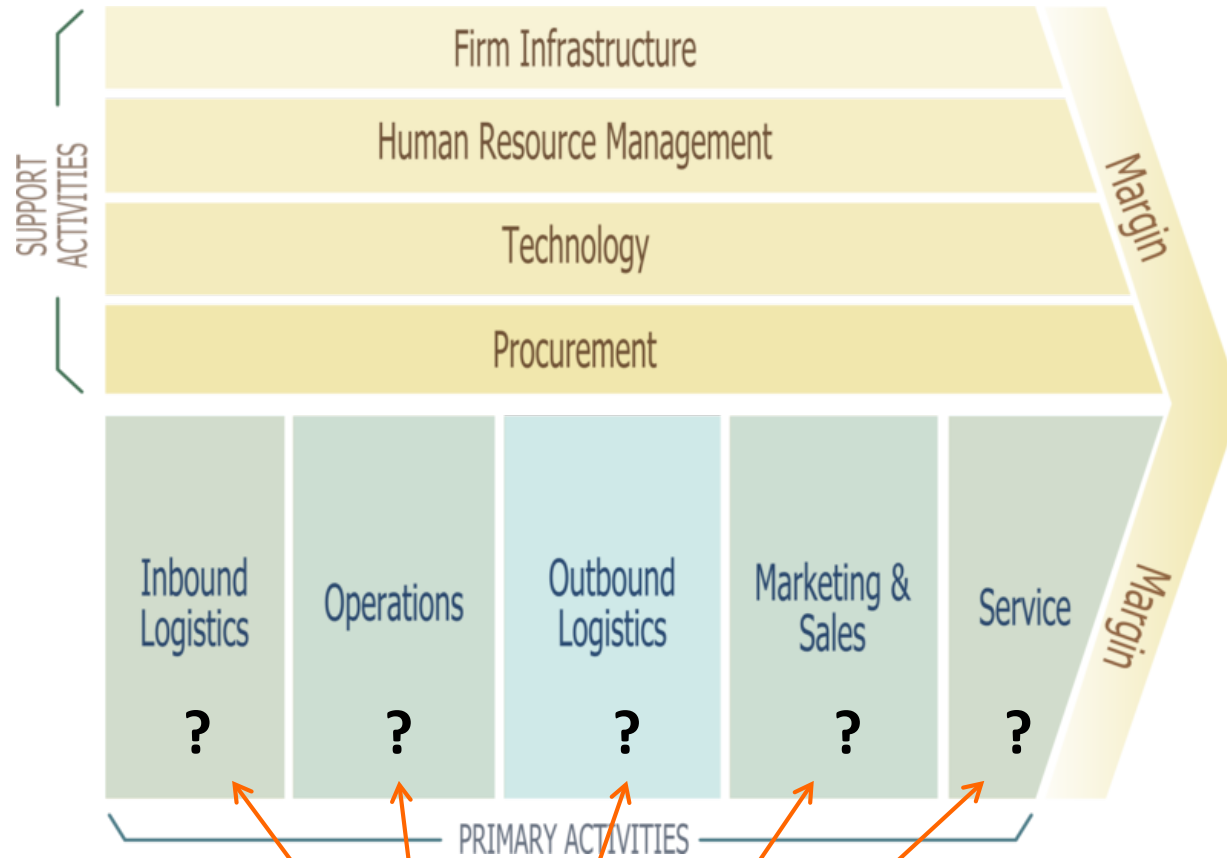 SUPPORT
ACTIVITIES
Firm Infrastructure
Human Resource Management
Technology
Procurement
Margin
Inbound
Logistics
?
Operations
?
Outbound
Logistics
?
Marketing &
Sales
?
Service
?
Margin
PRIMARY ACTIVITIES